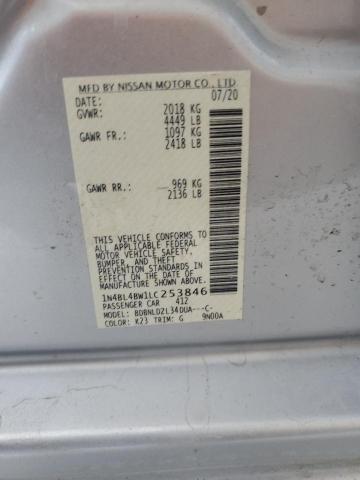 MFD BY NISSAN MOTOR CO., LTD
DATE: 07/20
GVWR: 2018 KG
4449 LB
GAWR FR.: 1097 KG
2418 LB
GAWR RR.: 969 KG
2136 LB
THIS VEHICLE CONFORMS TO
ALL APPLICABLE FEDERAL
MOTOR VEHICLE SAFETY,
BUMPER, AND THEFT
PREVENTION STANDARDS IN
EFFECT ON THE DATE OF
MANUFACTURE SHOWN ABOVE.
1N4BL4BW1LC253846
PASSENGER CAR 412
MODEL: BDBNLDZL34DUA---C-
COLOR: K23 TRIM: G 9N00A